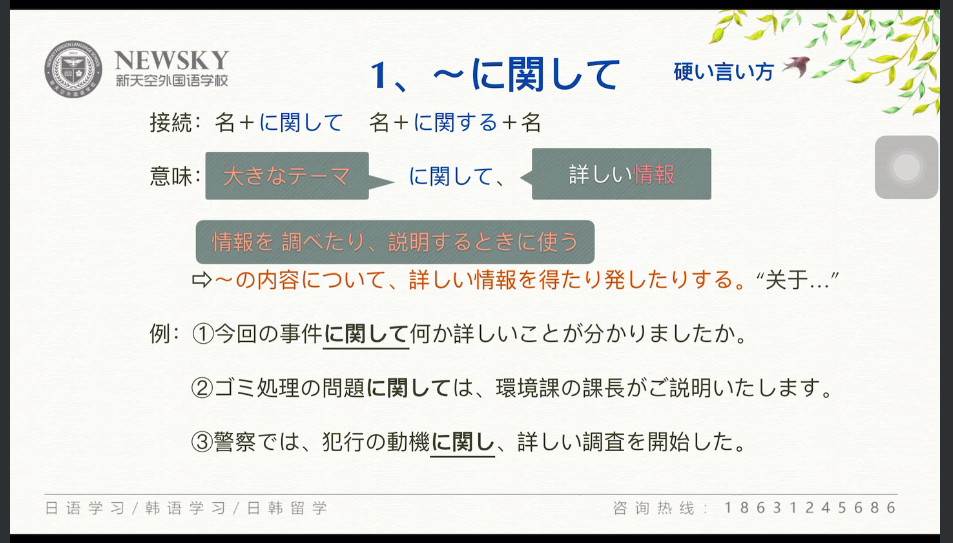 NEWSKY
新天空外国语学校
1、～に関して 硬い言い方
接続：名＋に関して 名＋に関する＋名
意味：大きなテーマ に関して、 詳しい情報
情報を 調べたり、説明するときに使う
⇨～の内容について、詳しい情報を得たり発したりする。“关于…”
例：①今回の事件に関して何か詳しいことが分かりましたか。
②ゴミ処理の問題に関しては、環境課の課長がご説明いたします。
③警察では、犯行の動機に関し、詳しい調査を開始した。
日语学习/韩语学习/日韩留学 咨询热线：18631245686